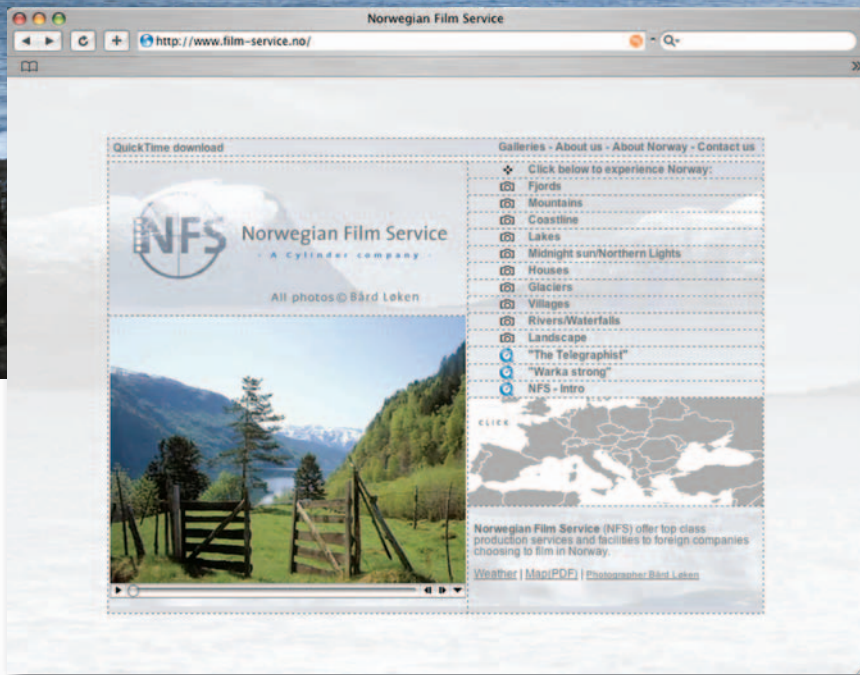 Norwegian Film Service
http://www.film-service.no/
QuickTime download
Galleries - About us - About Norway - Contact us
NFS
Norwegian Film Service
- A Cylinder company -
All photos © Bård Løken
Click below to experience Norway:
Fjords
Mountains
Coastline
Lakes
Midnight sun/Northern Lights
Houses
Glaciers
Villages
Rivers/Waterfalls
Landscape
"The Telegraphist"
"Warka strong"
NFS - Intro
CLICK
Norwegian Film Service (NFS) offer top class
production services and facilities to foreign companies
choosing to film in Norway.
Weather | Map(PDF) | Photographer Bård Løken